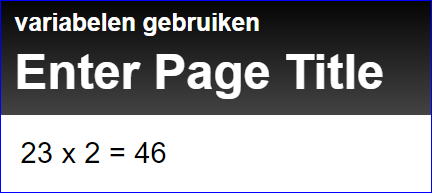 variabelen gebruiken
Enter Page Title
23 x 2 = 46